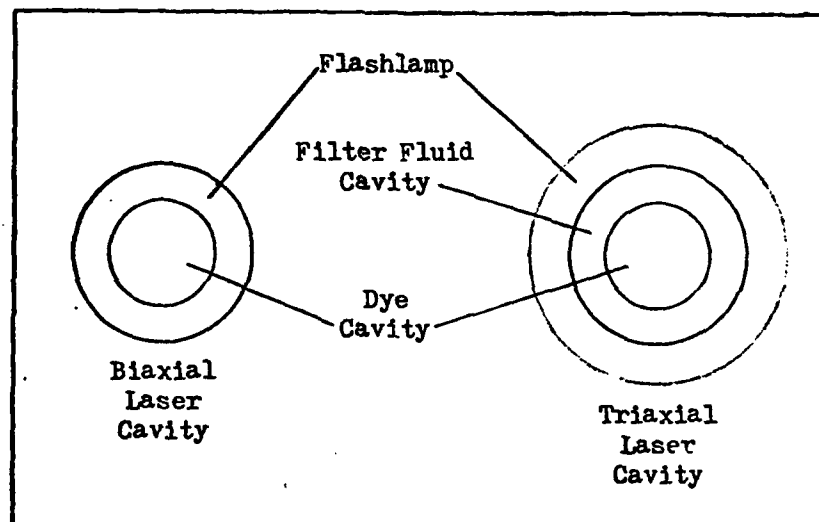 Flashlamp
Filter Fluid
Cavity
Dye
Cavity
Biaxial
Laser
Cavity
Triaxial
Laser
Cavity